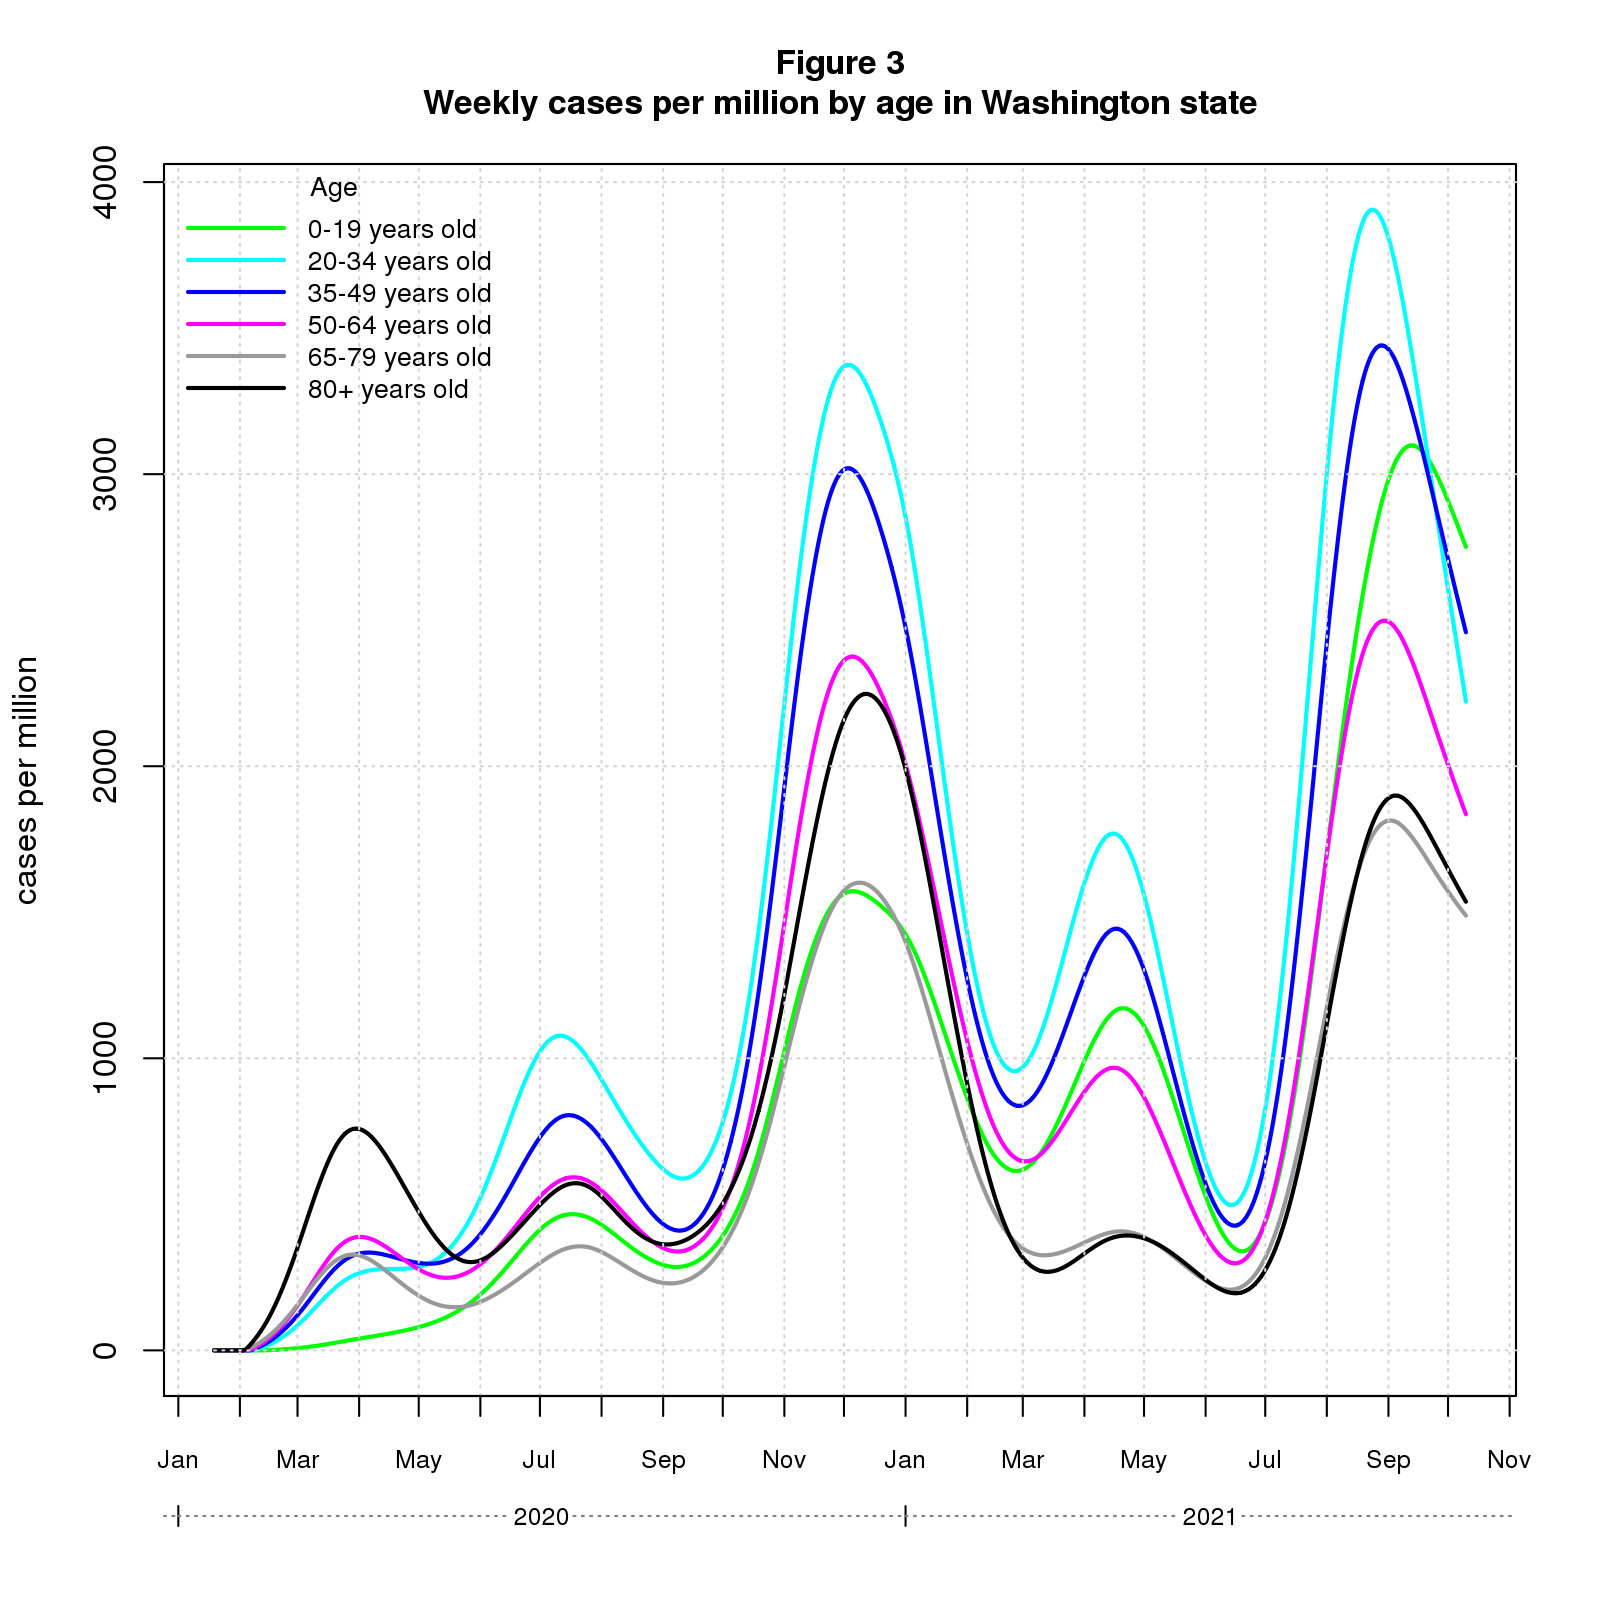 Figure 3
Weekly cases per million by age in Washington state
4000
3000
2000
1000
0
cases per million
Age
0-19 years old
20-34 years old
35-49 years old
50-64 years old
65-79 years old
80+ years old
Jan Mar May Jul Sep Nov Jan Mar May Jul Sep Nov
2020 2021